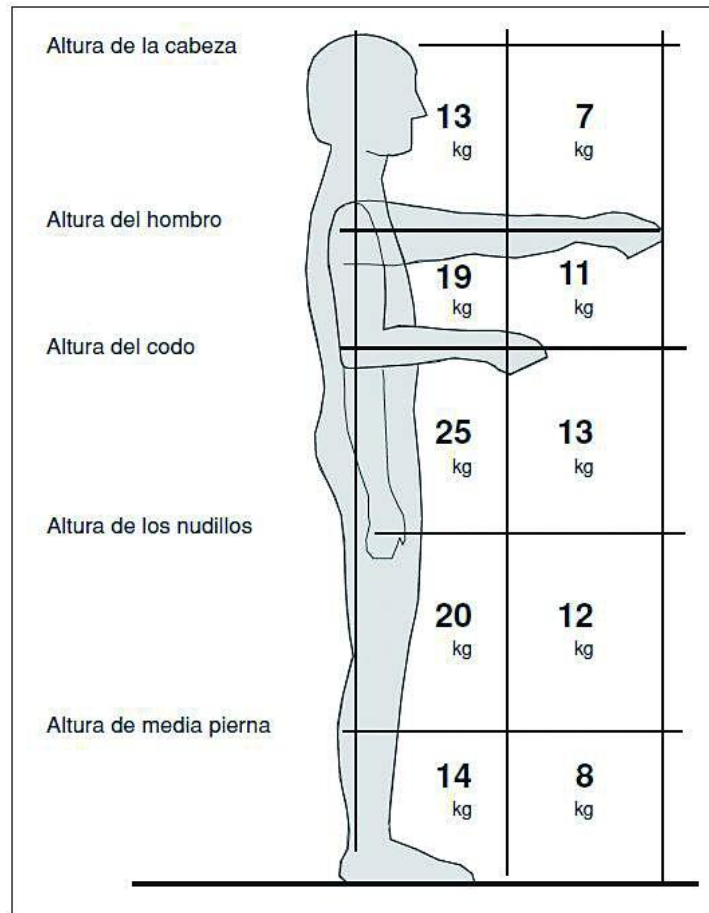 Altura de la cabeza
13 7
kg kg
Altura del hombro
19 11
kg kg
Altura del codo
25 13
kg kg
Altura de los nudillos
20 12
kg kg
Altura de media pierna
14 8
kg kg